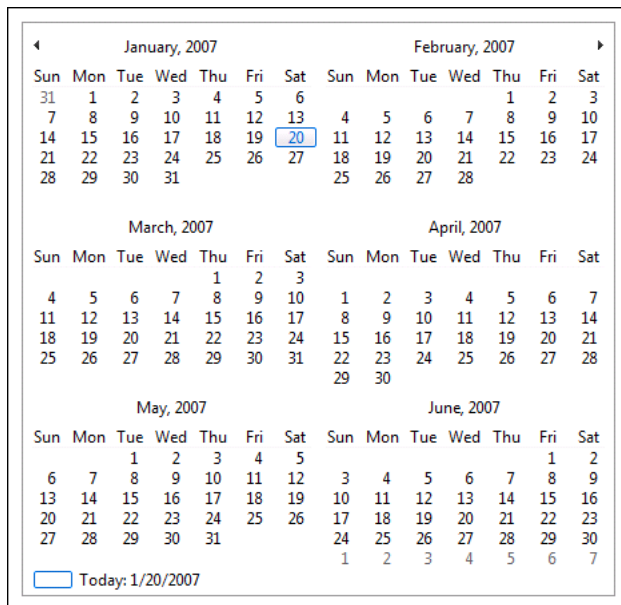 January, 2007
Sun Mon Tue Wed Thu Fri Sat
31 1 2 3 4 5 6
7 8 9 10 11 12 13
14 15 16 17 18 19 20
21 22 23 24 25 26 27
28 29 30 31
February, 2007
Sun Mon Tue Wed Thu Fri Sat
1 2 3
4 5 6 7 8 9 10
11 12 13 14 15 16 17
18 19 20 21 22 23 24
25 26 27 28
March, 2007
Sun Mon Tue Wed Thu Fri Sat
1 2 3
4 5 6 7 8 9 10
11 12 13 14 15 16 17
18 19 20 21 22 23 24
25 26 27 28 29 30 31
April, 2007
Sun Mon Tue Wed Thu Fri Sat
1 2 3 4 5 6 7
8 9 10 11 12 13 14
15 16 17 18 19 20 21
22 23 24 25 26 27 28
29 30
May, 2007
Sun Mon Tue Wed Thu Fri Sat
1 2 3 4 5
6 7 8 9 10 11 12
13 14 15 16 17 18 19
20 21 22 23 24 25 26
27 28 29 30 31
June, 2007
Sun Mon Tue Wed Thu Fri Sat
1 2
3 4 5 6 7 8 9
10 11 12 13 14 15 16
17 18 19 20 21 22 23
24 25 26 27 28 29 30
1 2 3 4 5 6 7
Today: 1/20/2007